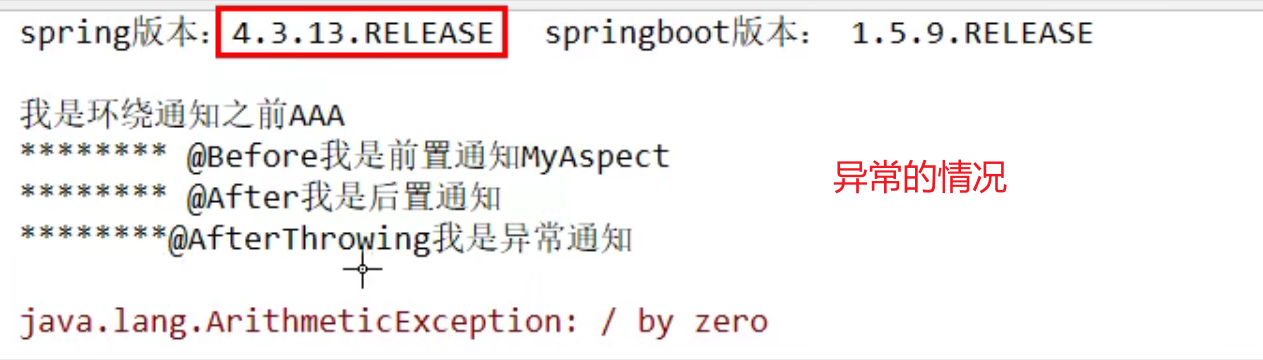 spring版本：4.3.13.RELEASE springboot版本： 1.5.9.RELEASE
我是环绕通知之前AAA
******** @Before我是前置通知MyAspect
******** @After我是后置通知
********@AfterThrowing我是异常通知
异常的情况
java.lang.ArithmeticException: / by zero